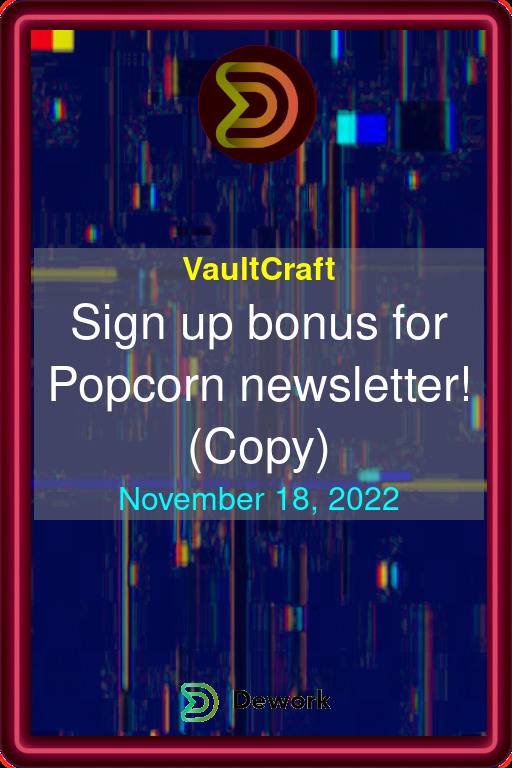 VaultCraft
Sign up bonus for
Popcorn newsletter!
(Copy)
November 18, 2022
Dework